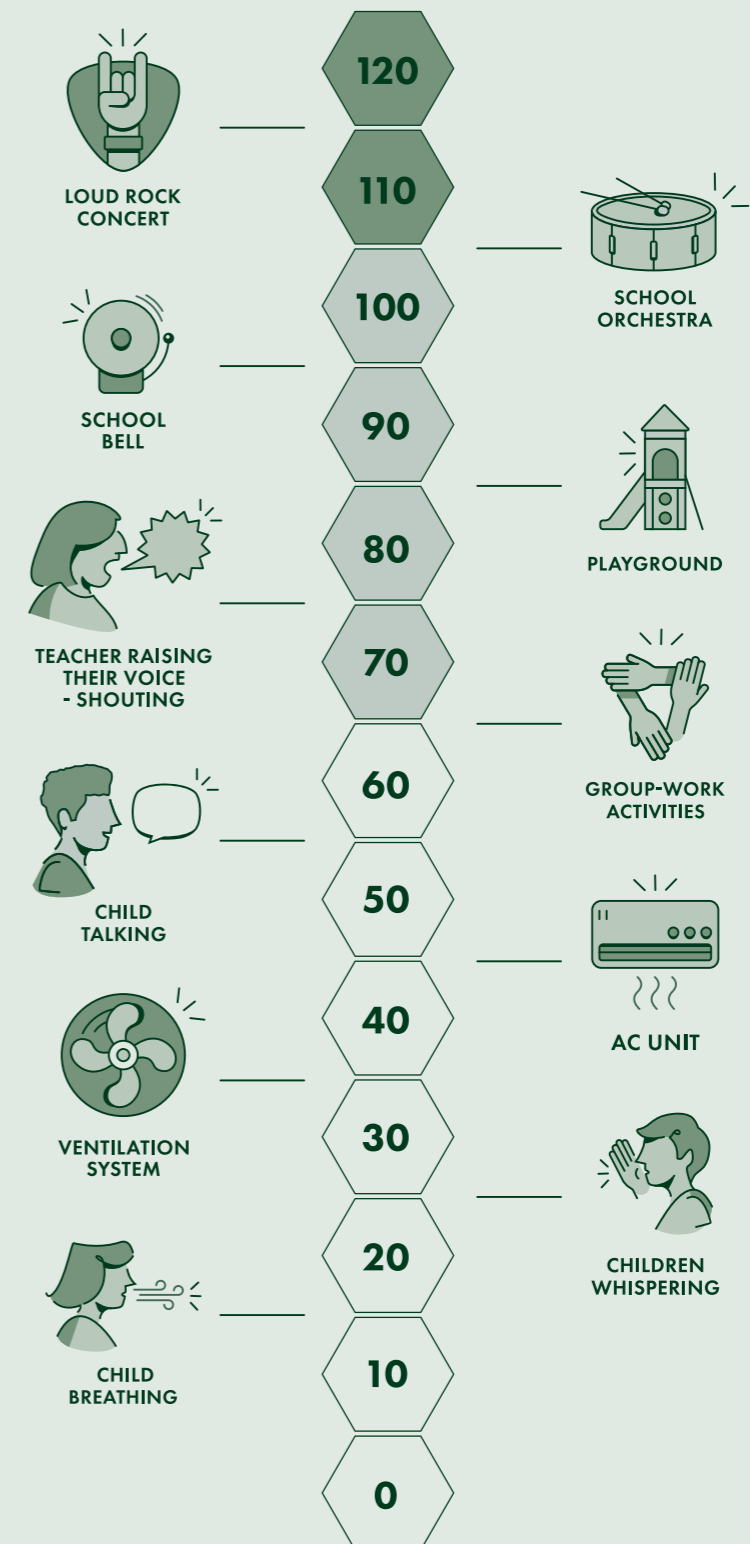 120
LOUD ROCK
CONCERT
110
SCHOOL
ORCHESTRA
100
SCHOOL
BELL
90
PLAYGROUND
80
TEACHER RAISING
THEIR VOICE
- SHOUTING
70
GROUP-WORK
ACTIVITIES
60
CHILD
TALKING
50
AC UNIT
40
VENTILATION
SYSTEM
30
CHILDREN
WHISPERING
20
CHILD
BREATHING
10
0